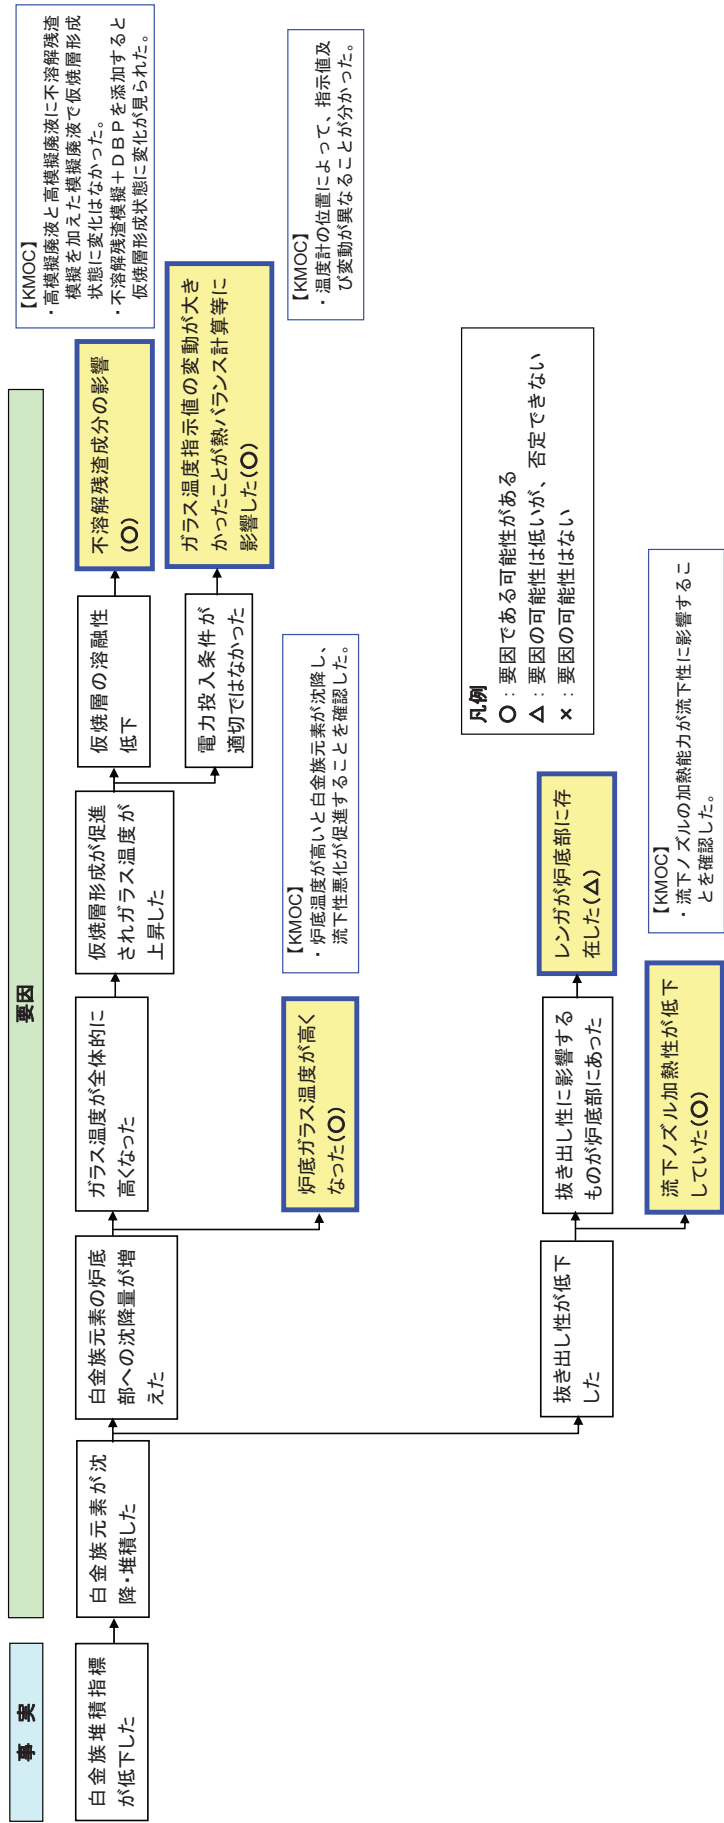 事　実
要因
白金族堆積指標
が低下した
白金族元素が沈
降・堆積した
白金族元素の炉底
部への沈降量が増
えた
ガラス温度が全体的に
高くなった
仮焼層形成が促進
されガラス温度が
上昇した
仮焼層の溶融性
低下
不溶解残渣成分の影響
(〇)
【KMOC】
・高模擬廃液と高模擬廃液に不溶解残渣
模擬を加えた模擬廃液で仮焼層形成
状態に変化はなかった。
・不溶解残渣模擬＋DBPを添加すると
仮焼層形成状態に変化が見られた。
電力投入条件が
適切ではなかった
ガラス温度指示値の変動が大き
かったことが熱バランス計算等に
影響した(〇)
【KMOC】
・温度計の位置によって、指示値及
び変動が異なることが分かった。
炉底ガラス温度が高く
なった(〇)
【KMOC】
・炉底温度が高いと白金族元素が沈降し、
流下性悪化が促進することを確認した。
抜き出し性が低下
した
抜き出し性に影響する
ものが炉底部にあった
レンガが炉底部に存
在した(△)
流下ノズル加熱性が低下
していた(〇)
【KMOC】
・流下ノズルの加熱能力が流下性に影響するこ
とを確認した。
凡例
〇：要因である可能性がある
△：要因の可能性は低いが、否定できない
×：要因の可能性はない